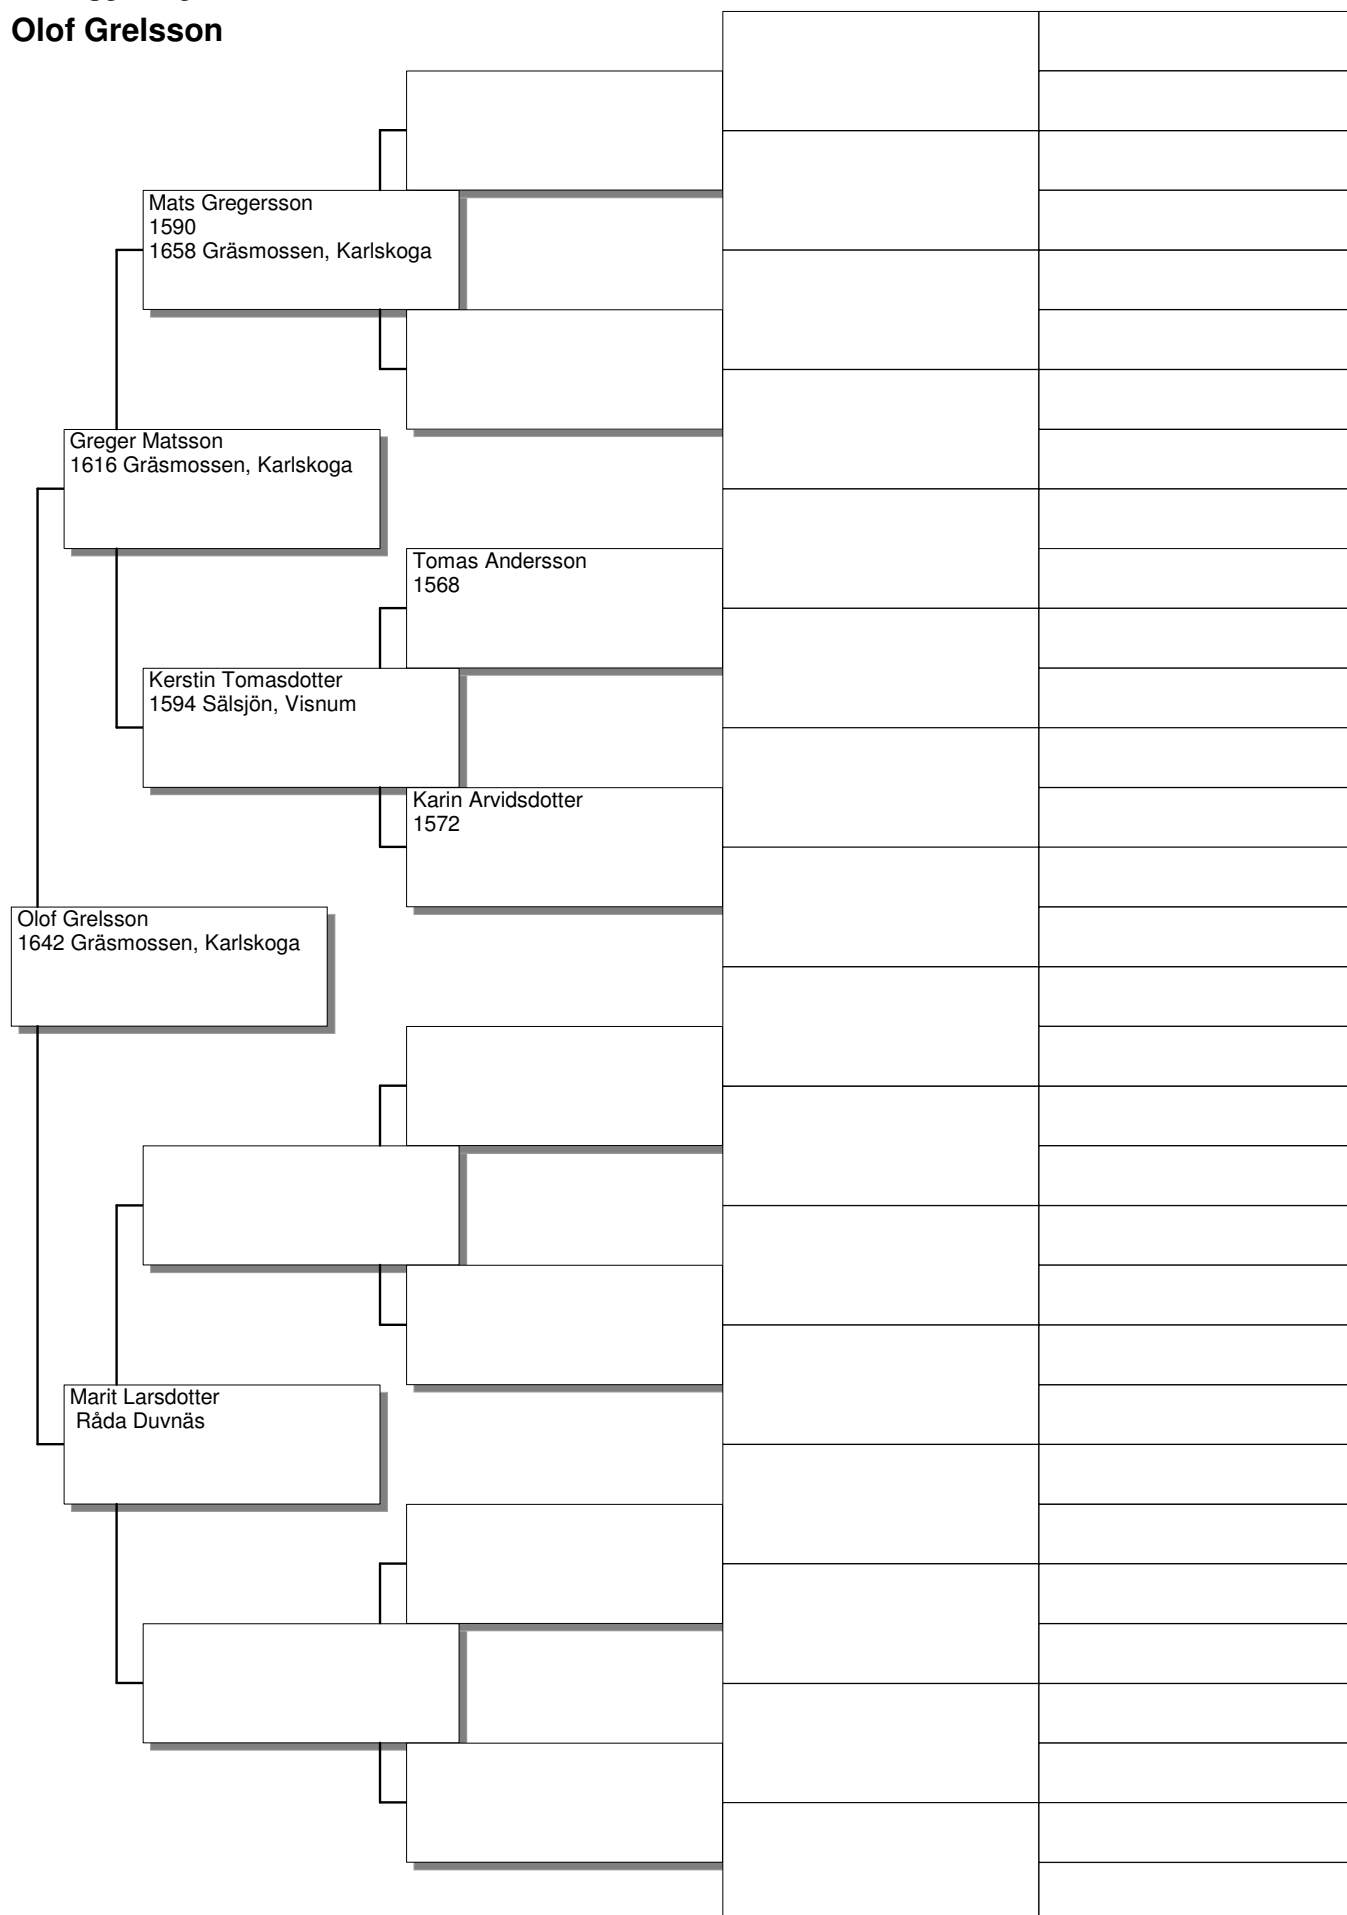 Olof Grelsson
Mats Gregersson
1590
1658 Gräsmossen, Karlskoga
Greger Matsson
1616 Gräsmossen, Karlskoga
Tomas Andersson
1568
Kerstin Tomasdotter
1594 Sälsjön, Visnum
Karin Arvidsdotter
1572
Olof Grelsson
1642 Gräsmossen, Karlskoga
Marit Larsdotter
Råda Duvnäs